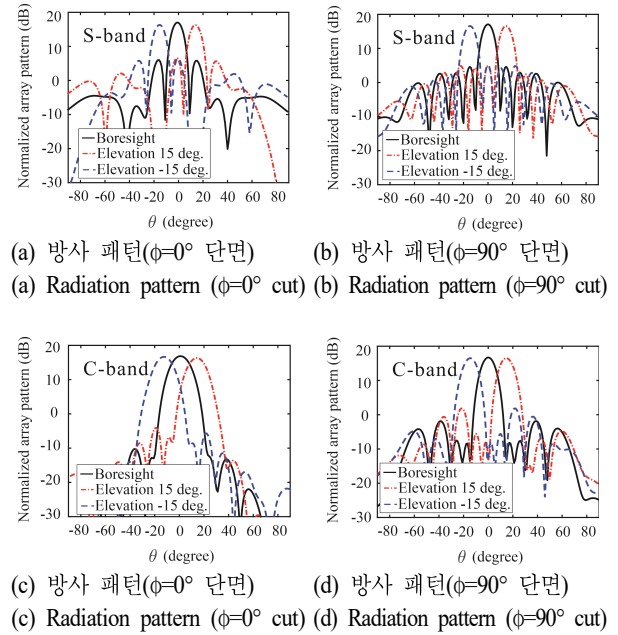 Normalized array pattern (dB)
20
10
0
-10
-20
-30
S-band
Boresight
Elevation 15 deg.
Elevation -15 deg.
-80 -60 -40 -20 0 20 40 60 80
θ (degree)
Normalized array pattern (dB)
20
10
0
-10
-20
-30
S-band
Boresight
Elevation 15 deg.
Elevation -15 deg.
-80 -60 -40 -20 0 20 40 60 80
θ (degree)
(a) 방사 패턴(ϕ=0° 단면)
(b) 방사 패턴(ϕ=90° 단면)
(a) Radiation pattern (ϕ=0° cut)
(b) Radiation pattern (ϕ=90° cut)
Normalized array pattern (dB)
20
10
0
-10
-20
-30
C-band
Boresight
Elevation 15 deg.
Elevation -15 deg.
-80 -60 -40 -20 0 20 40 60 80
θ (degree)
Normalized array pattern (dB)
20
10
0
-10
-20
-30
C-band
Boresight
Elevation 15 deg.
Elevation -15 deg.
-80 -60 -40 -20 0 20 40 60 80
θ (degree)
(c) 방사 패턴(ϕ=0° 단면)
(d) 방사 패턴(ϕ=90° 단면)
(c) Radiation pattern (ϕ=0° cut)
(d) Radiation pattern (ϕ=90° cut)